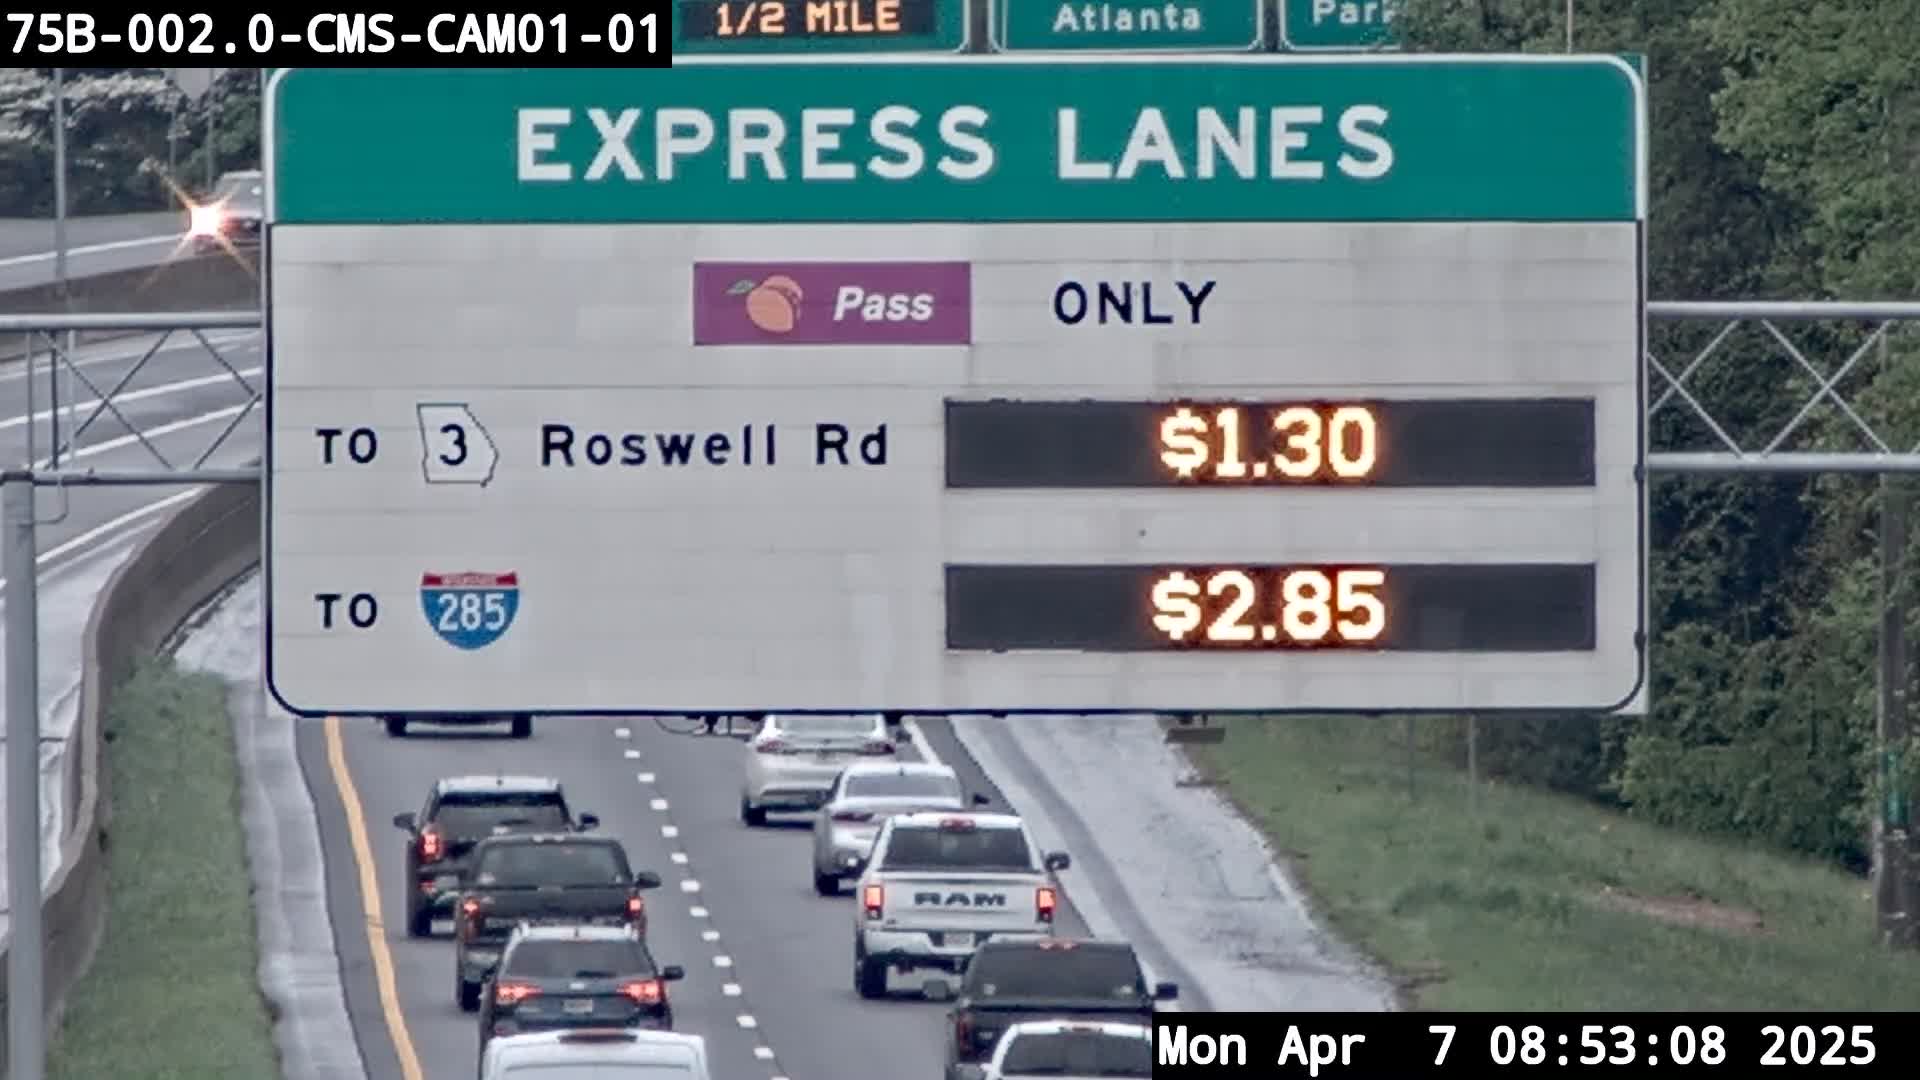 75B-002.0-CMS-CAM01-01
1/2 MILE
Atlanta
EXPRESS LANES
Pass ONLY
TO 3 Roswell Rd $1.30
TO 285 $2.85
RAM
Mon Apr 7 08:53:08 2025